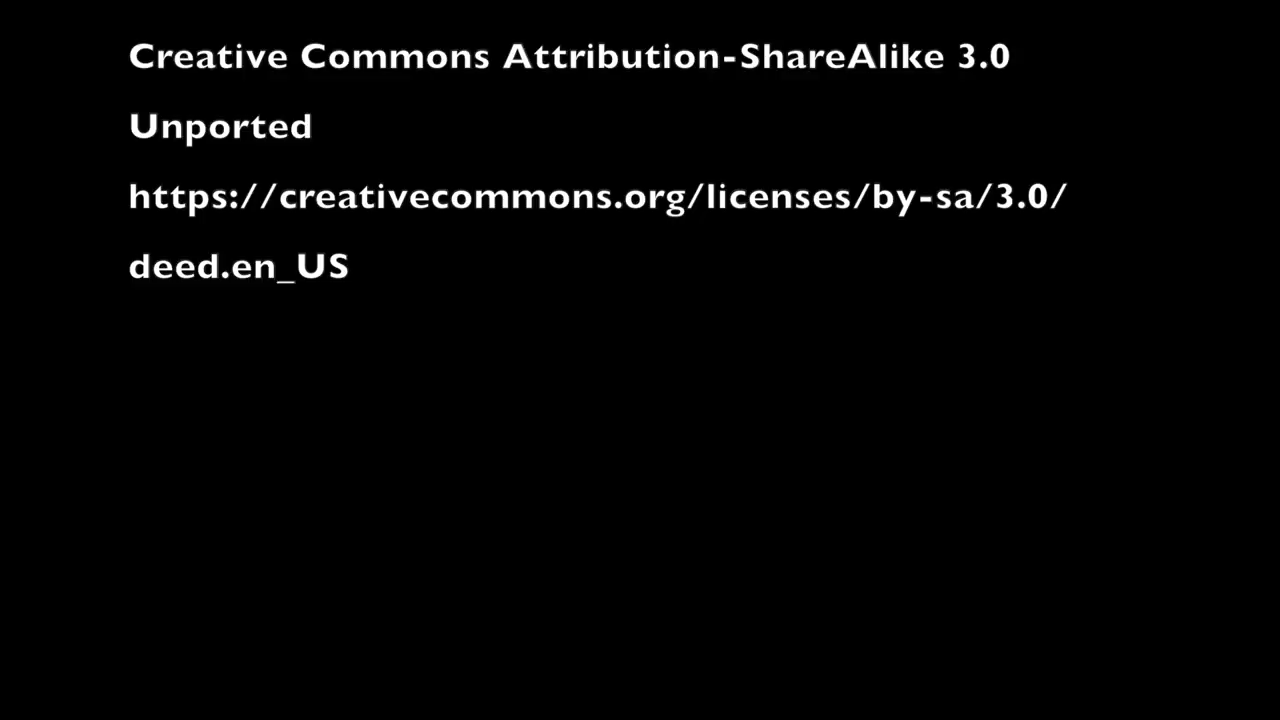 Creative Commons Attribution-ShareAlike 3.0
Unported
https://creativecommons.org/licenses/by-sa/3.0/
deed.en_US